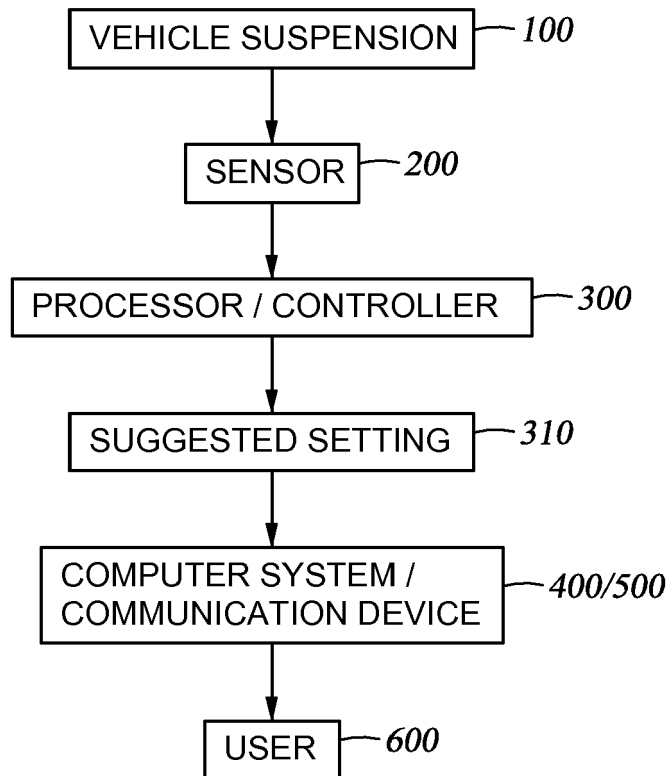 VEHICLE SUSPENSION 100
SENSOR 200
PROCESSOR / CONTROLLER 300
SUGGESTED SETTING 310
COMPUTER SYSTEM / 
COMMUNICATION DEVICE 400/500
USER 600